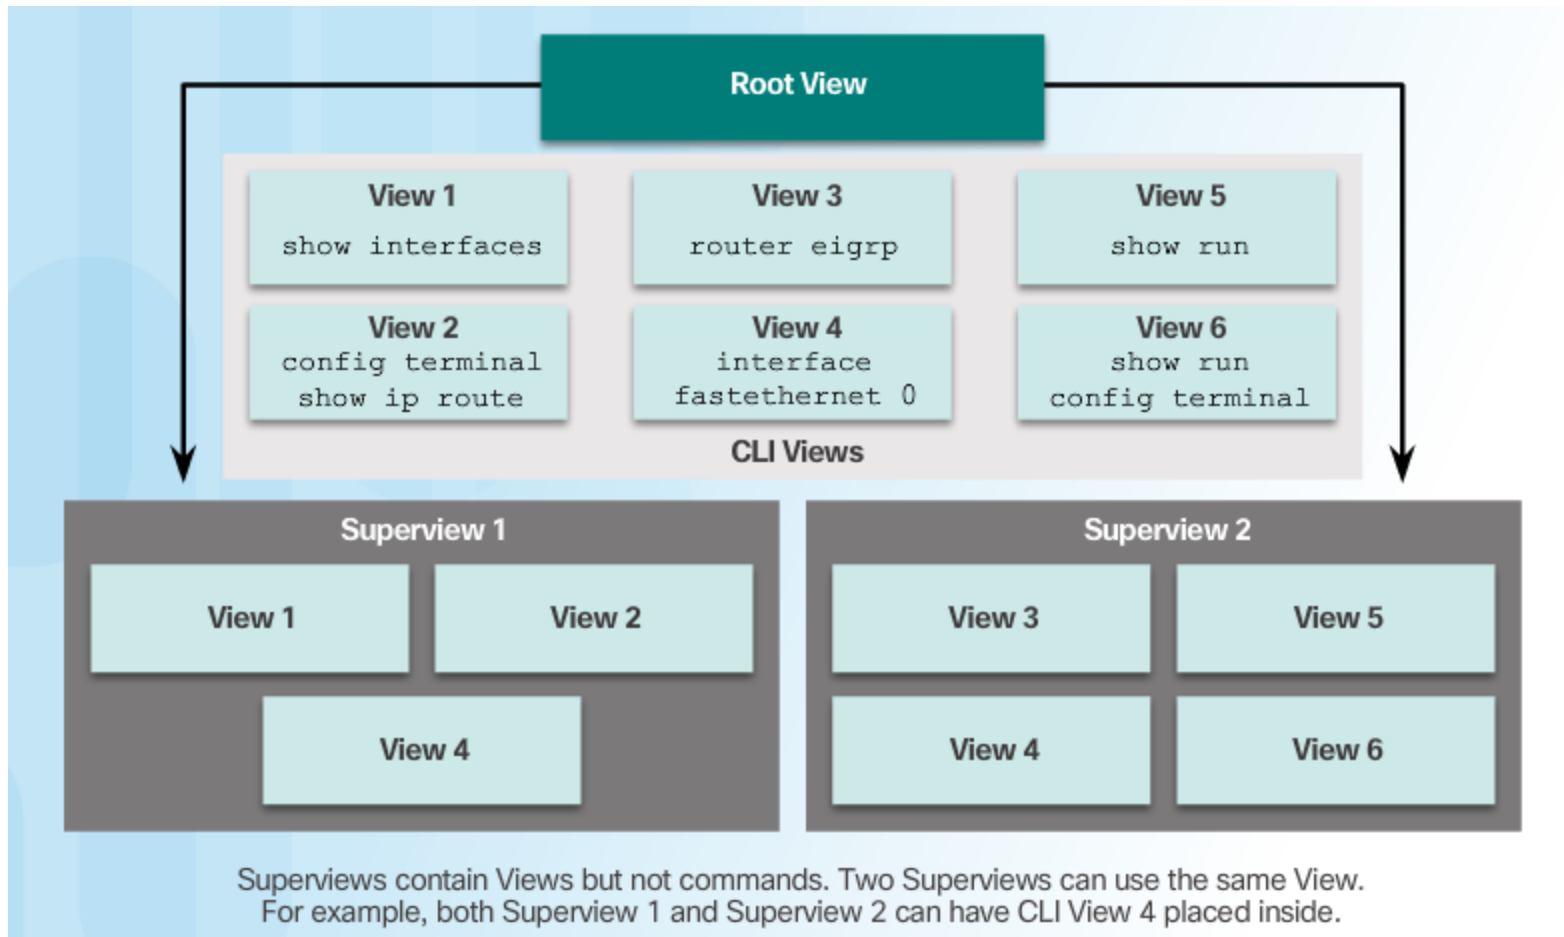 Root View
View 1
show interfaces
View 3
router eigrp
View 5
show run
View 2
config terminal
show ip route
View 4
interface
fastethernet 0
View 6
show run
config terminal
CLI Views
Superview 1
View 1
View 2
View 4
Superview 2
View 3
View 5
View 4
View 6
Superviews contain Views but not commands. Two Superviews can use the same View.
For example, both Superview 1 and Superview 2 can have CLI View 4 placed inside.